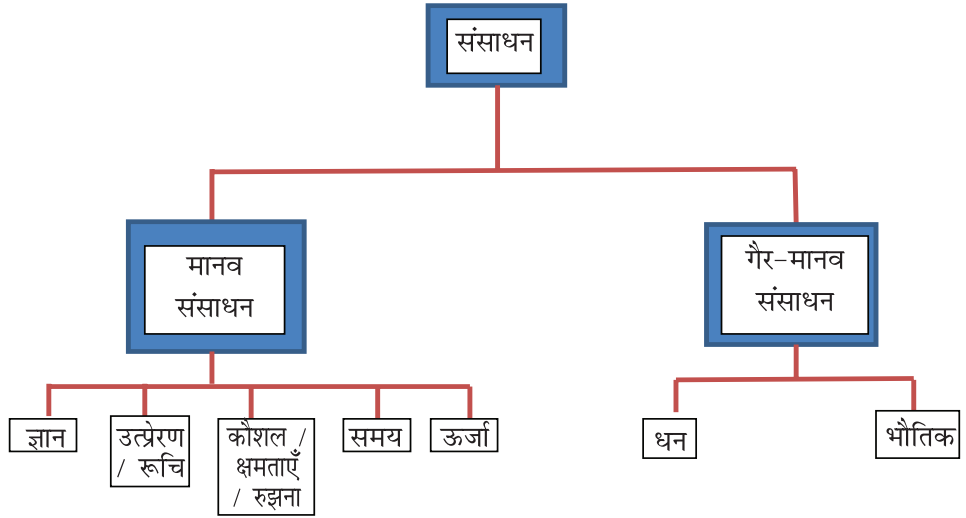 संसाधन
मानव
संसाधन
गैर-मानव
संसाधन
ज्ञान
उत्प्रेरण
/ रूचि
कौशल /
क्षमताएँ
/ रुझना
समय
ऊर्जा
धन
भौतिक